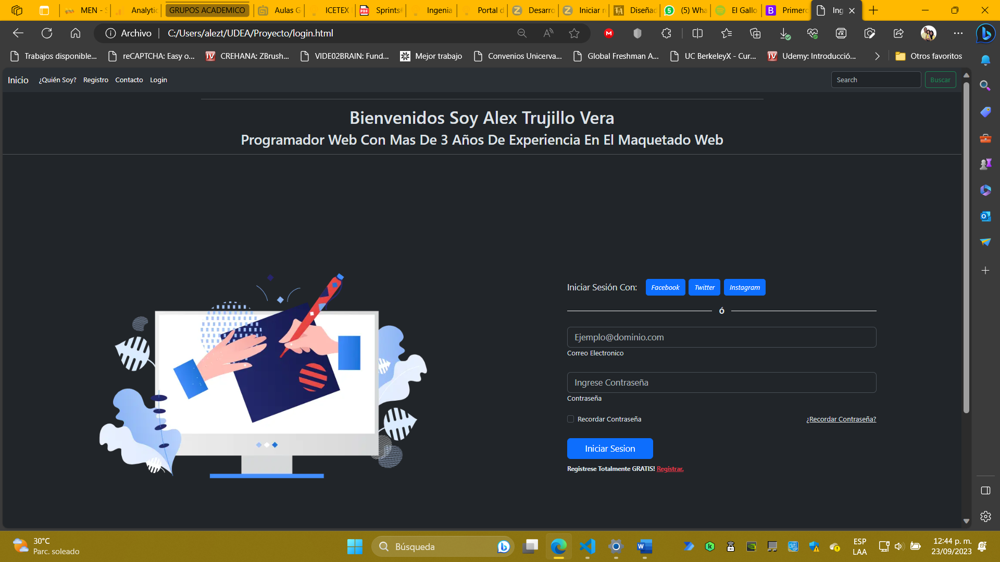 MEN - S
Analytic
GRUPOS ACADEMICO
Aulas G
ICETEX
Sprints
Ingenia
Portal d
Desarro
Iniciar r
Diseñad
(5) Wha
El Gallo
Primero
Ing
Archivo
C:/Users/alezt/UDEA/Proyecto/login.html
Trabajos disponible...
reCAPTCHA: Easy o...
CREHANA: ZBrush...
VIDE02BRAIN: Fund...
Mejor trabajo
Convenios Unicerva...
Global Freshman A...
UC BerkeleyX - Cur...
Udemy: Introducció...
Otros favoritos
Inicio
¿Quién Soy?
Registro
Contacto
Login
Search
Buscar
Bienvenidos Soy Alex Trujillo Vera
Programador Web Con Mas De 3 Años De Experiencia En El Maquetado Web
Iniciar Sesión Con:
Facebook
Twitter
Instagram
Ó
Ejemplo@dominio.com
Correo Electronico
Ingrese Contraseña
Contraseña
Recordar Contraseña
¿Recordar Contraseña?
Iniciar Sesion
Registrese Totalmente GRATIS! Registrar.
30°C
Parc. soleado
Búsqueda
ESP
LAA
12:44 p. m.
23/09/2023